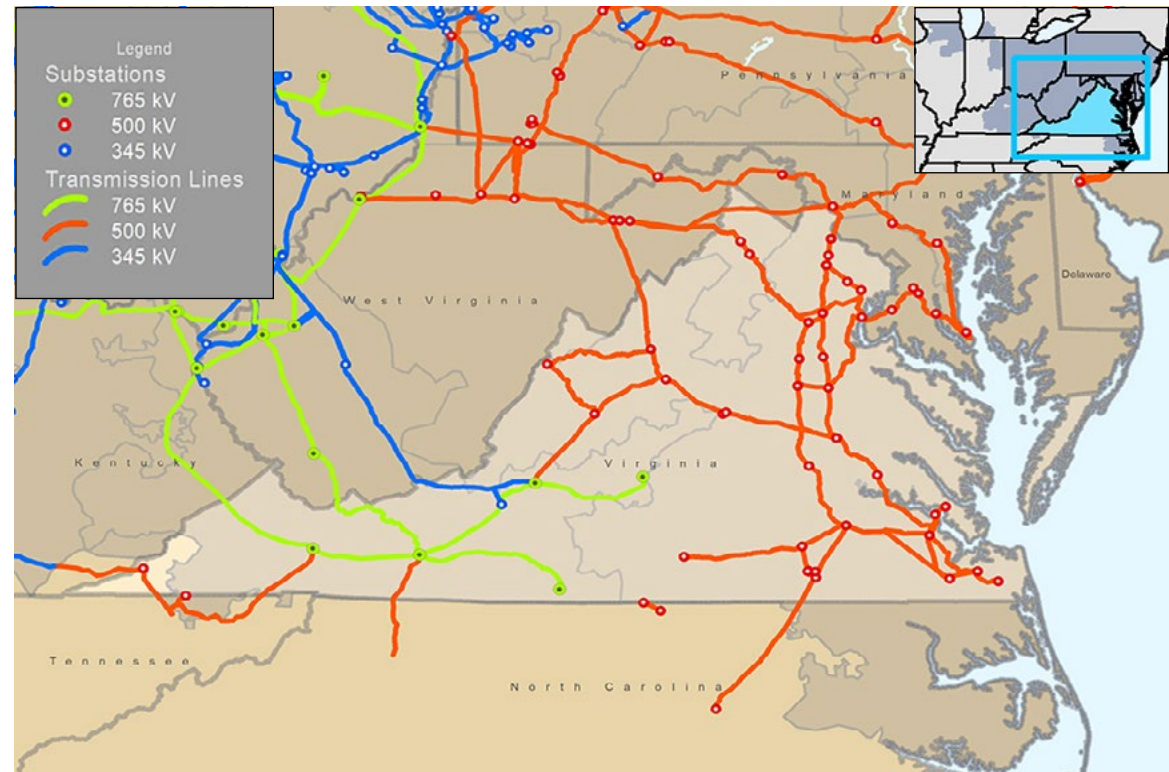 Legend
Substations
765 kV
500 kV
345 kV
Transmission Lines
765 kV
500 kV
345 kV
Pennsylvania
Maryland
Delaware
West Virginia
Kentucky
Virginia
Tennessee
North Carolina